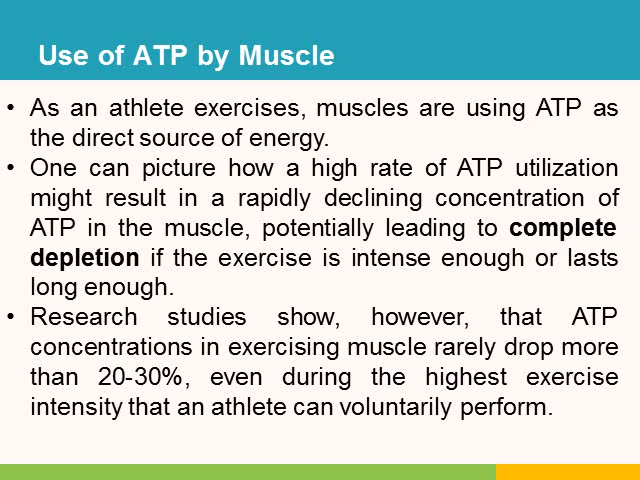 Use of ATP by Muscle
• As an athlete exercises, muscles are using ATP as
the direct source of energy.
• One can picture how a high rate of ATP utilization
might result in a rapidly declining concentration of
ATP in the muscle, potentially leading to complete
depletion if the exercise is intense enough or lasts
long enough.
• Research studies show, however, that ATP
concentrations in exercising muscle rarely drop more
than 20-30%, even during the highest exercise
intensity that an athlete can voluntarily perform.